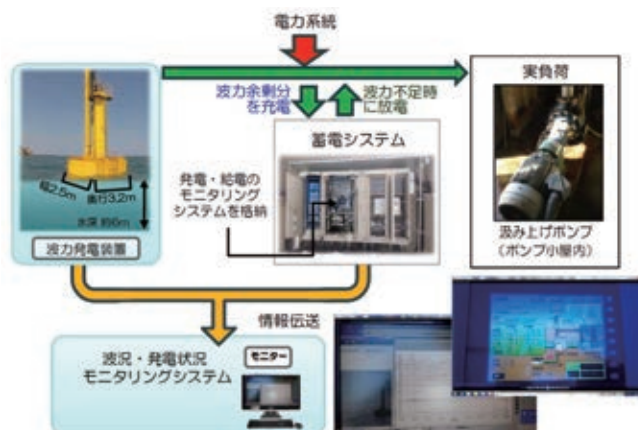 電力系統
波力余剰分
を充電
波力不足時
に放電
実負荷
蓄電システム
発電・給電の
モニタリング
システムを格納
幅2.5m
奥行3.2m
水深 約6m
波力発電装置
汲み上げポンプ
(ポンプ小屋内)
情報伝送
波況・発電状況
モニタリングシステム
モニター